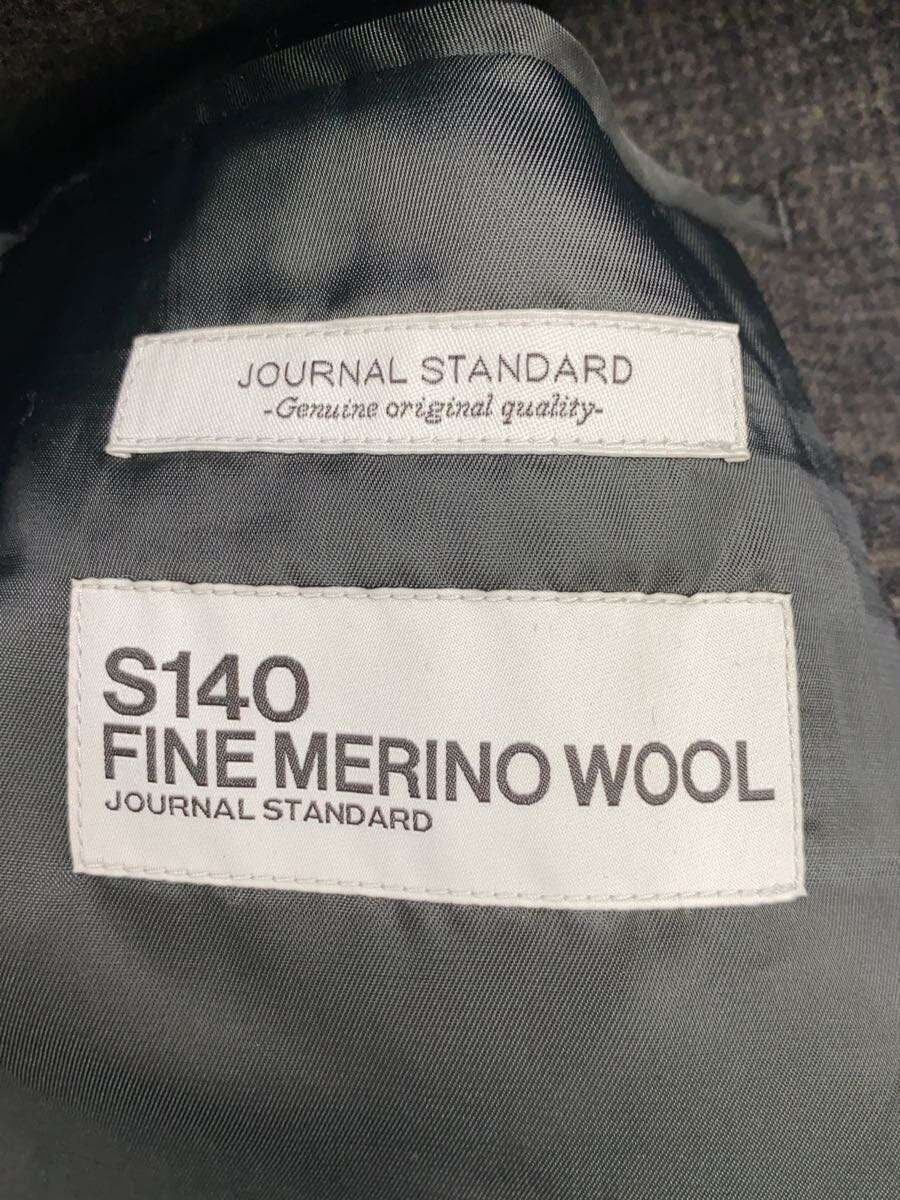 JOURNAL STANDARD
-Genuine original quality-
S140
FINE MERINO WOOL
JOURNAL STANDARD